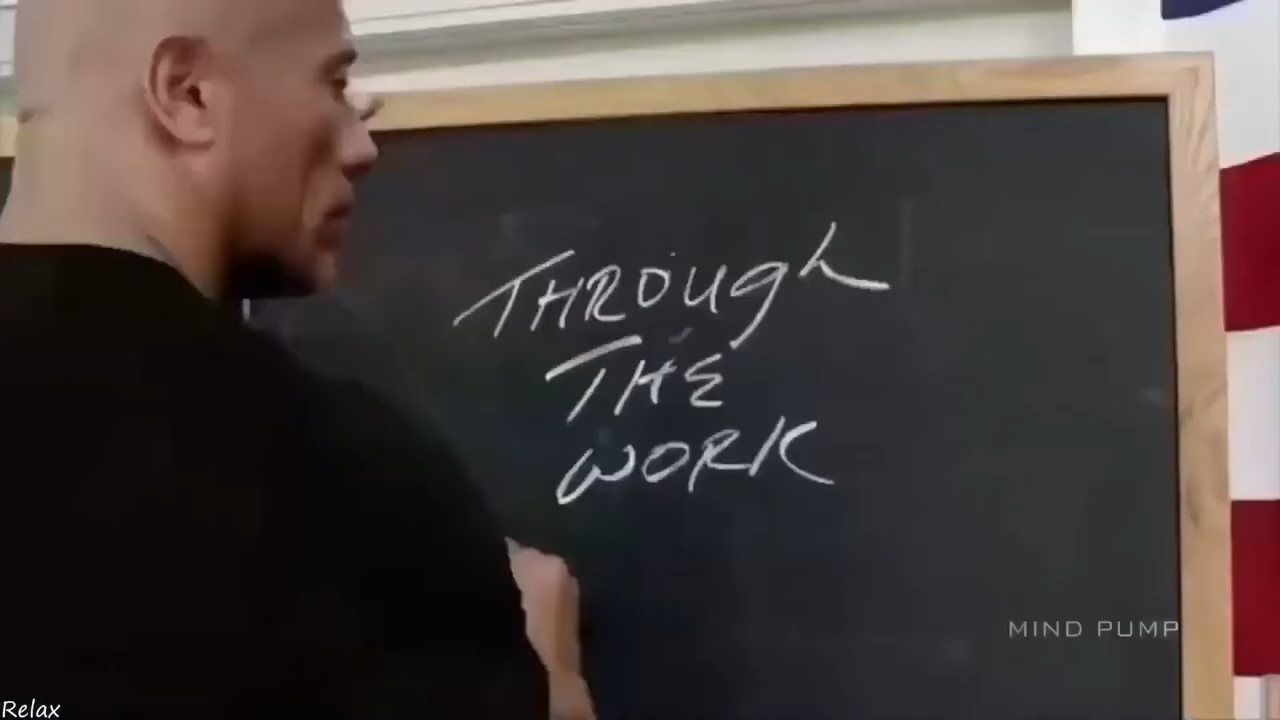 THROUGh
THE
WORK
MIND PUMP
Relax